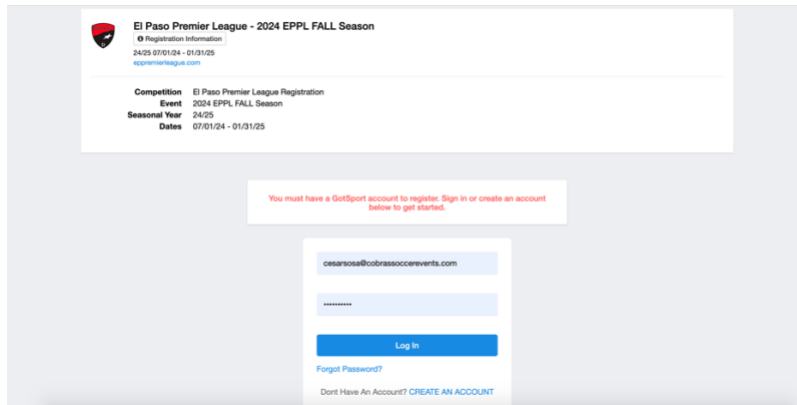 El Paso Premier League - 2024 EPPL FALL Season
Registration Information
24/25 07/01/24 - 01/31/25
eppremierleague.com
Competition El Paso Premier League Registration
Event 2024 EPPL FALL Season
Seasonal Year 24/25
Dates 07/01/24 - 01/31/25
You must have a GotSport account to register. Sign in or create an account
below to get started.
cesarsosa@cobrassoccerevents.com
••••••••••
Log In
Forgot Password?
Dont Have An Account? CREATE AN ACCOUNT